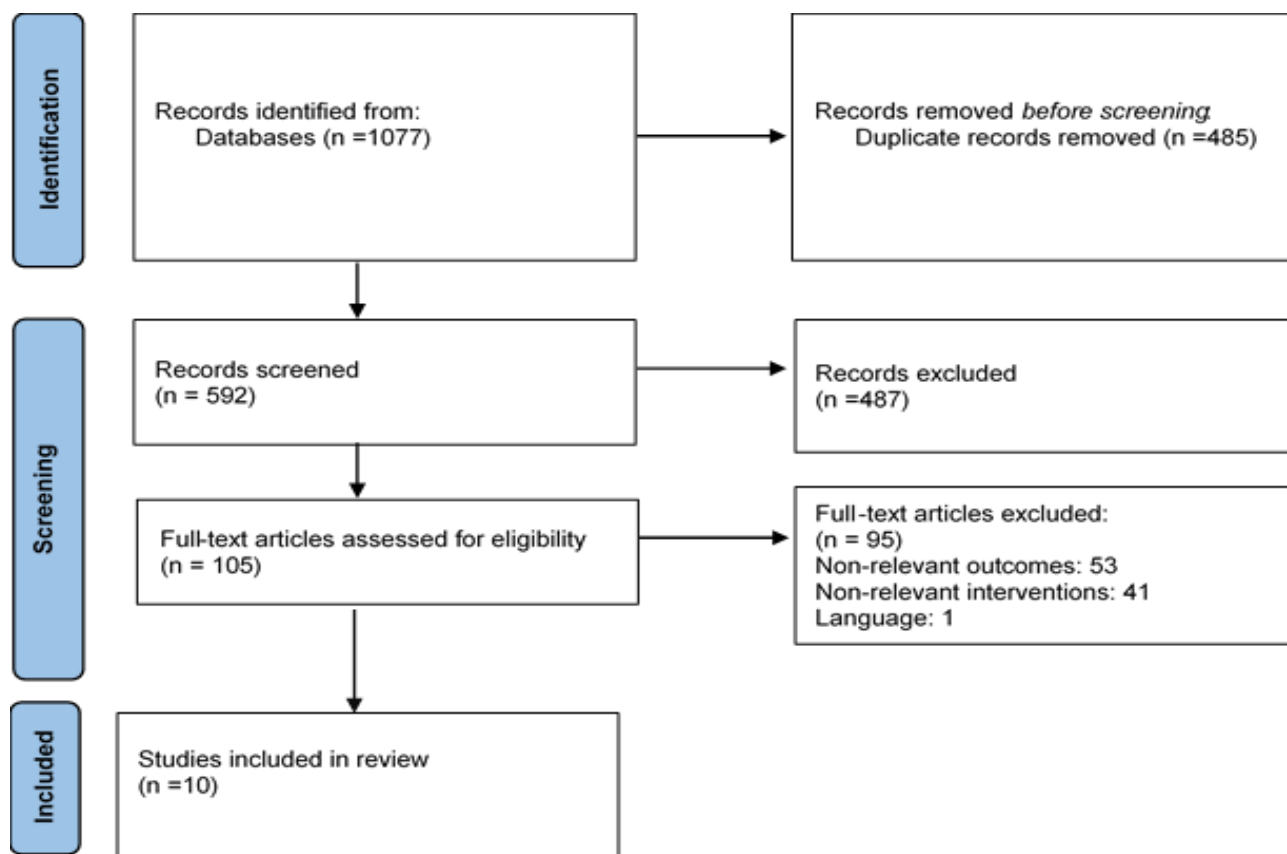 Identification
Records identified from:
Databases (n =1077)
Records removed before screening:
Duplicate records removed (n =485)
Screening
Records screened
(n = 592)
Records excluded
(n =487)
Full-text articles assessed for eligibility
(n = 105)
Full-text articles excluded:
(n = 95)
Non-relevant outcomes: 53
Non-relevant interventions: 41
Language: 1
Included
Studies included in review
(n =10)